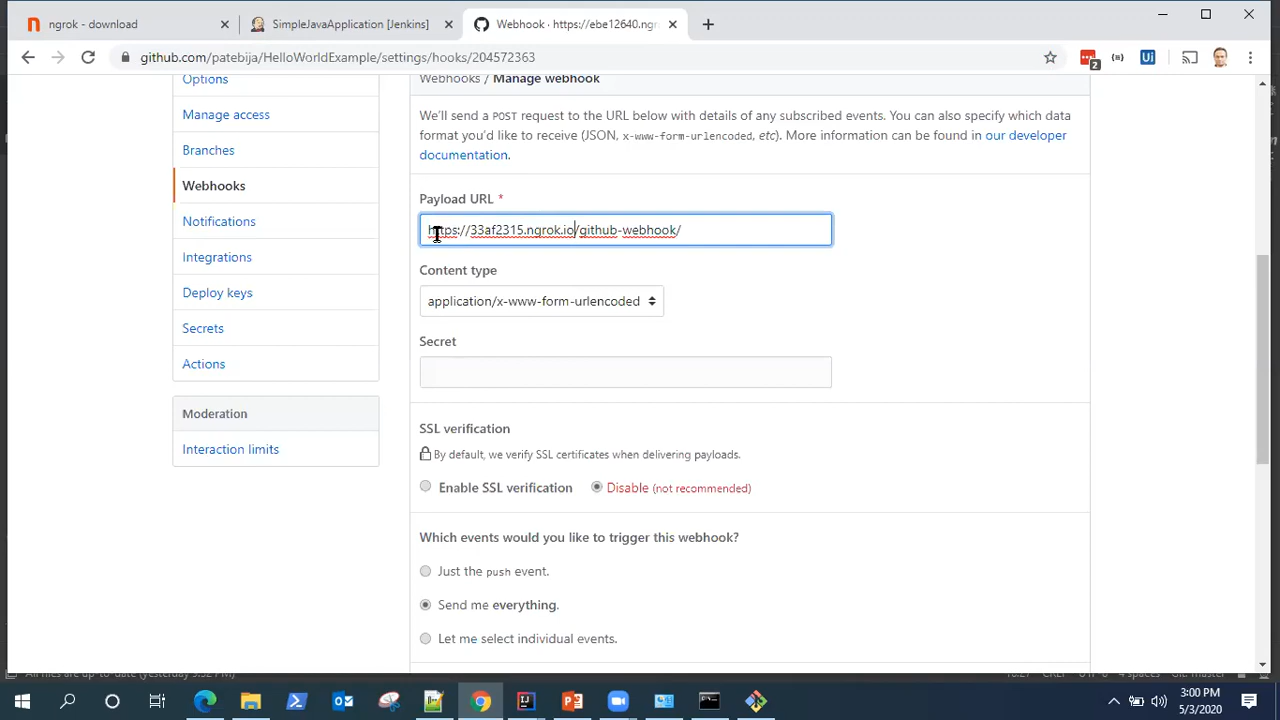 ngrok - download
SimpleJavaApplication [Jenkins]
Webhook · https://ebe12640.ngr
github.com/patebija/HelloWorldExample/settings/hooks/204572363
2
Options
Manage access
Branches
Webhooks
Notifications
Integrations
Deploy keys
Secrets
Actions
Moderation
Interaction limits
Webhooks / Manage webhook
We'll send a POST request to the URL below with details of any subscribed events. You can also specify which data
format you'd like to receive (JSON, x-www-form-urlencoded, etc). More information can be found in our developer
documentation.
Payload URL *
https://33af2315.ngrok.io/github-webhook/
Content type
application/x-www-form-urlencoded
Secret
SSL verification
By default, we verify SSL certificates when delivering payloads.
Enable SSL verification
Disable (not recommended)
Which events would you like to trigger this webhook?
Just the push event.
Send me everything.
Let me select individual events.
3:00 PM
5/3/2020